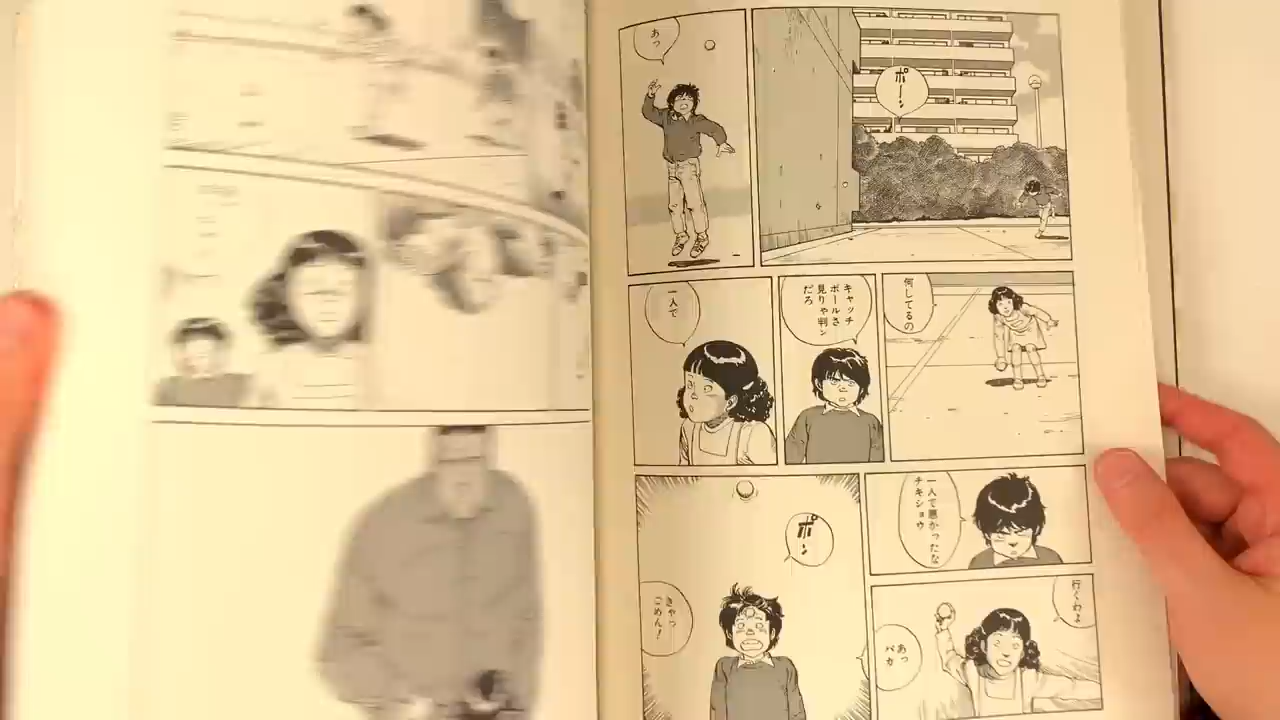 ポーン
あっ
何してるの
キャッチ
ボールさ
見りゃ判ン
だろ
一人で
一人で悪かったな
チキショウ
行くわよ
あっ
バカ
ポン
きゃっ
ごめん!